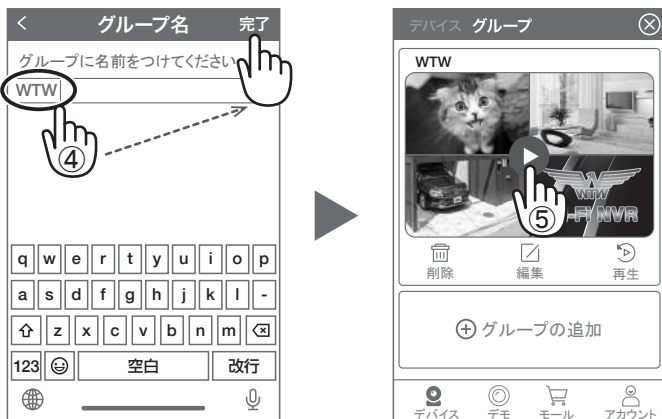 グループ名
完了
グループに名前をつけてください
WTW
④
q w e r t y u i o p
a s d f g h j k l -
z x c v b n m
123 空白 改行
デバイス グループ
WTW
WTW
-Fi NVR
⑤
削除 編集 再生
グループの追加
デバイス デモ モール アカウント